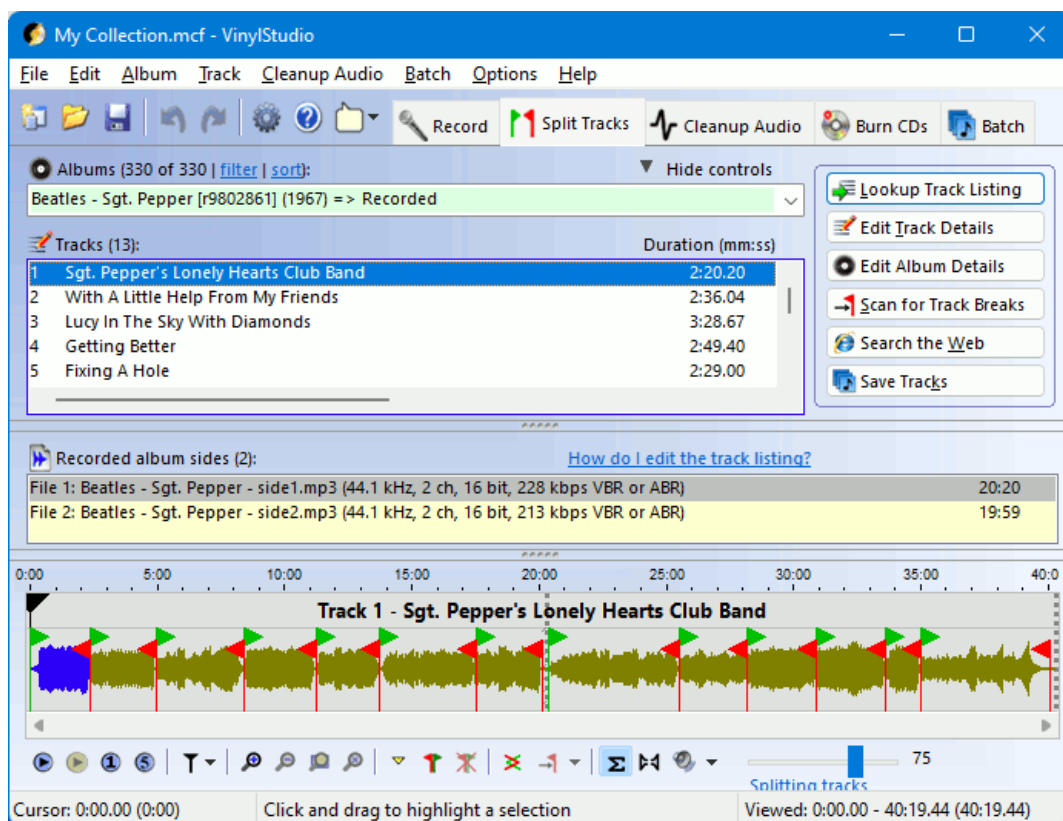 My Collection.mcf - VinylStudio
File Edit Album Track Cleanup Audio Batch Options Help
Record Split Tracks Cleanup Audio Burn CDs Batch
Albums (330 of 330 | filter | sort): Hide controls
Beatles - Sgt. Pepper [r9802861] (1967) => Recorded
Tracks (13): Duration (mm:ss)
1 Sgt. Pepper's Lonely Hearts Club Band 2:20.20
2 With A Little Help From My Friends 2:36.04
3 Lucy In The Sky With Diamonds 3:28.67
4 Getting Better 2:49.40
5 Fixing A Hole 2:29.00
Lookup Track Listing
Edit Track Details
Edit Album Details
Scan for Track Breaks
Search the Web
Save Tracks
Recorded album sides (2): How do I edit the track listing?
File 1: Beatles - Sgt. Pepper - side1.mp3 (44.1 kHz, 2 ch, 16 bit, 228 kbps VBR or ABR) 20:20
File 2: Beatles - Sgt. Pepper - side2.mp3 (44.1 kHz, 2 ch, 16 bit, 213 kbps VBR or ABR) 19:59
0:00 5:00 10:00 15:00 20:00 25:00 30:00 35:00 40:0
Track 1 - Sgt. Pepper's Lonely Hearts Club Band
1 5 Σ 75
Splitting tracks
Cursor: 0:00.00 (0:00) Click and drag to highlight a selection Viewed: 0:00.00 - 40:19.44 (40:19.44)